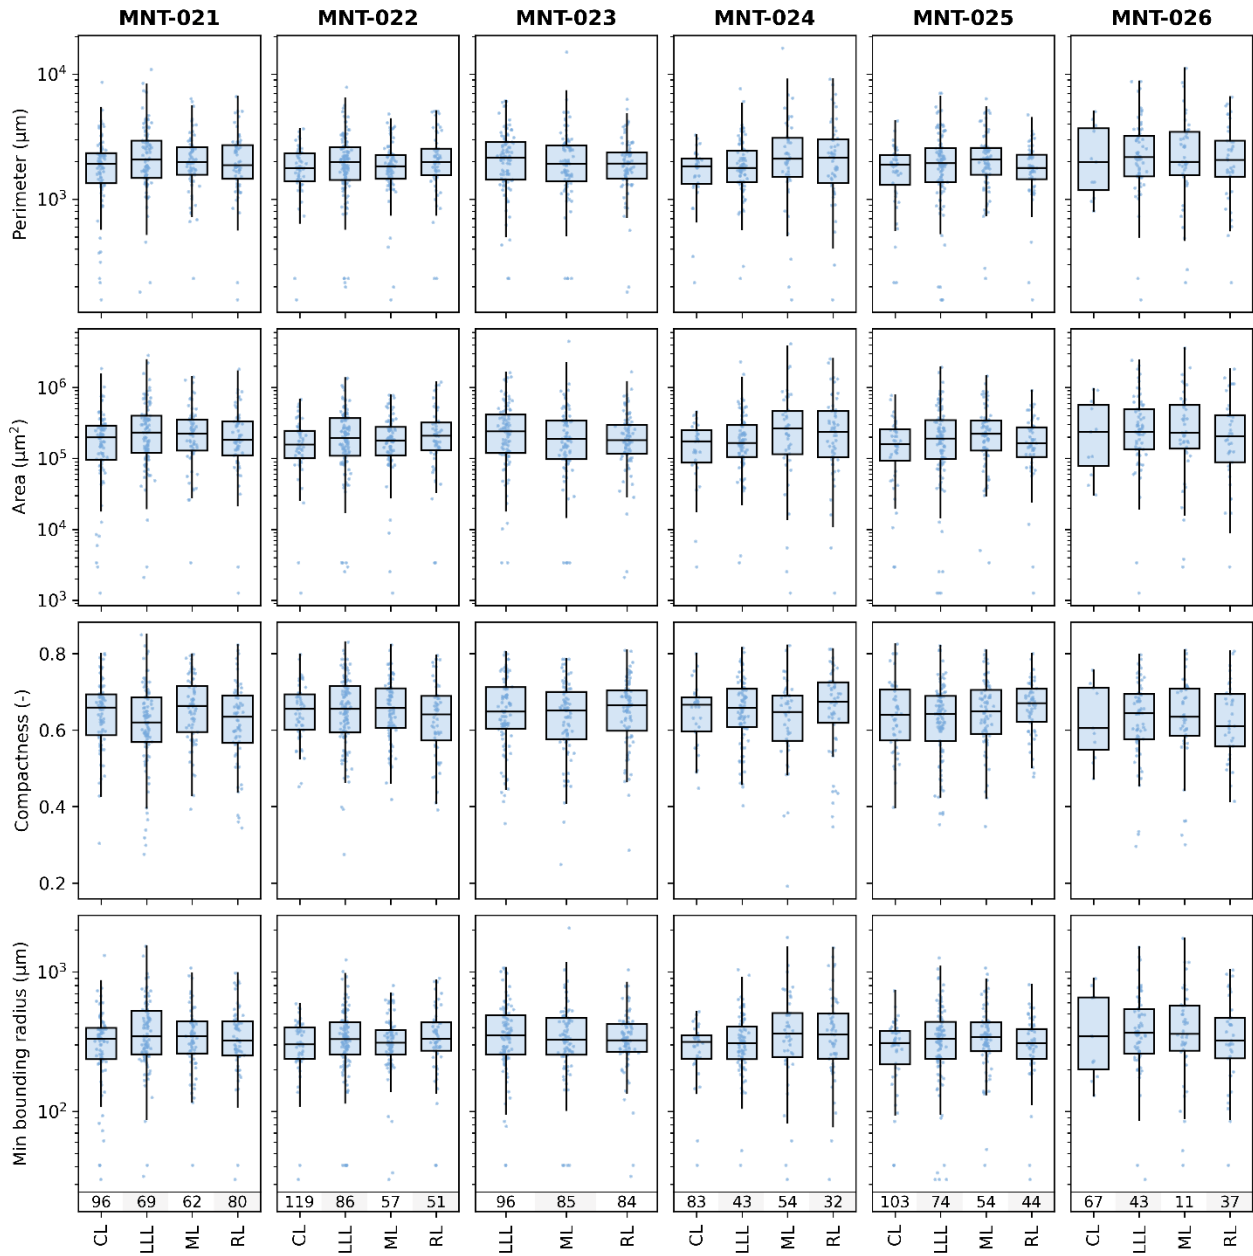 MNT-021 MNT-022 MNT-023 MNT-024 MNT-025 MNT-026
Perimeter (µm)
10⁴
10³
Area (µm²)
10⁶
10⁵
10⁴
10³
Compactness (-)
0.8
0.6
0.4
0.2
Min bounding radius (µm)
10³
10²
96 69 62 80 119 86 57 51 96 85 84 83 43 54 32 103 74 54 44 67 43 11 37
CL LLL ML RL CL LLL ML RL LLL ML RL CL LLL ML RL CL LLL ML RL CL LLL ML RL